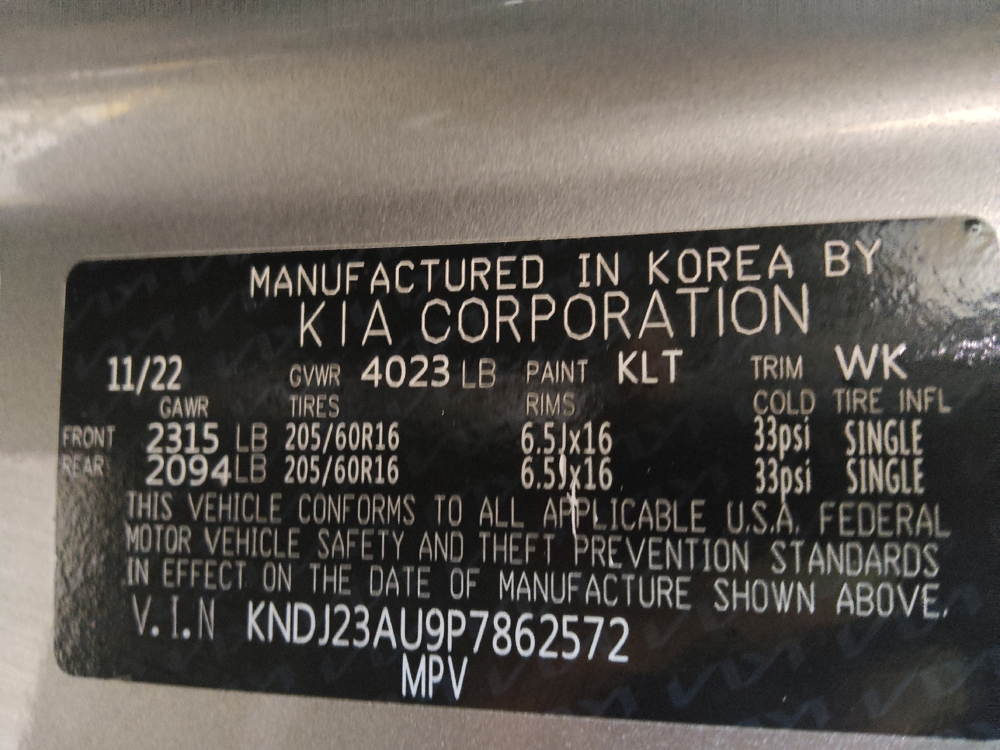 MANUFACTURED IN KOREA BY
KIA CORPORATION
11/22 GVWR 4023 LB PAINT KLT TRIM WK
GAWR TIRES RIMS COLD TIRE INFL
FRONT 2315 LB 205/60R16 6.5Jx16 33psi SINGLE
REAR 2094 LB 205/60R16 6.5Jx16 33psi SINGLE
THIS VEHICLE CONFORMS TO ALL APPLICABLE U.S.A. FEDERAL
MOTOR VEHICLE SAFETY AND THEFT PREVENTION STANDARDS
IN EFFECT ON THE DATE OF MANUFACTURE SHOWN ABOVE.
V.I.N KNDJ23AU9P7862572
MPV